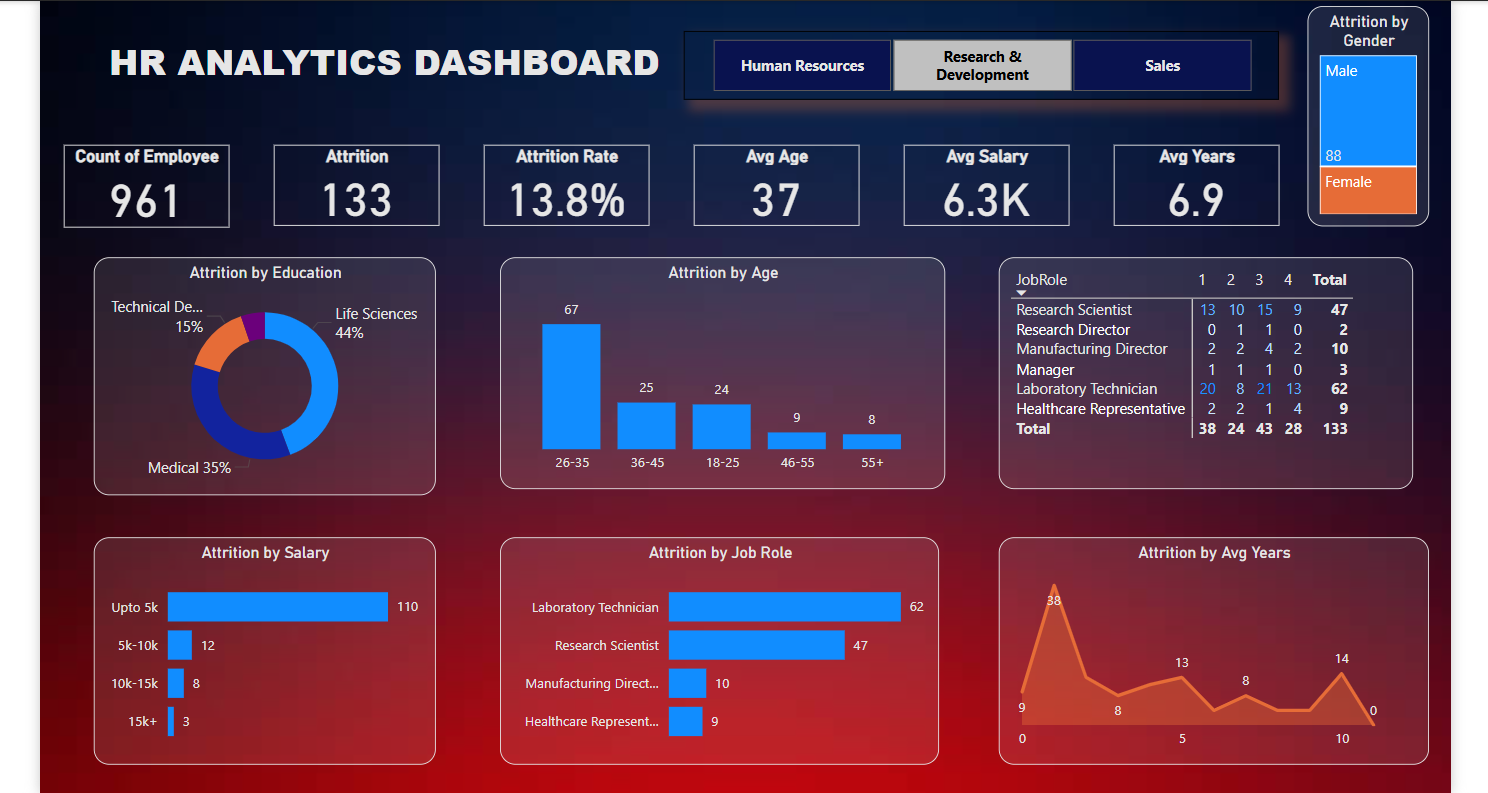 HR ANALYTICS DASHBOARD
Human Resources
Research &
Development
Sales
Attrition by
Gender
Male
88
Female
Count of Employee
961
Attrition
133
Attrition Rate
13.8%
Avg Age
37
Avg Salary
6.3K
Avg Years
6.9
Attrition by Education
Technical De...
15%
Life Sciences
44%
Medical 35%
Attrition by Age
67
25
24
9
8
26-35 36-45 18-25 46-55 55+
JobRole 1 2 3 4 Total
Research Scientist 13 10 15 9 47
Research Director 0 1 1 0 2
Manufacturing Director 2 2 4 2 10
Manager 1 1 1 0 3
Laboratory Technician 20 8 21 13 62
Healthcare Representative 2 2 1 4 9
Total 38 24 43 28 133
Attrition by Salary
Upto 5k 110
5k-10k 12
10k-15k 8
15k+ 3
Attrition by Job Role
Laboratory Technician 62
Research Scientist 47
Manufacturing Direct... 10
Healthcare Represent... 9
Attrition by Avg Years
38
13
14
8
9
8
0
0 5 10